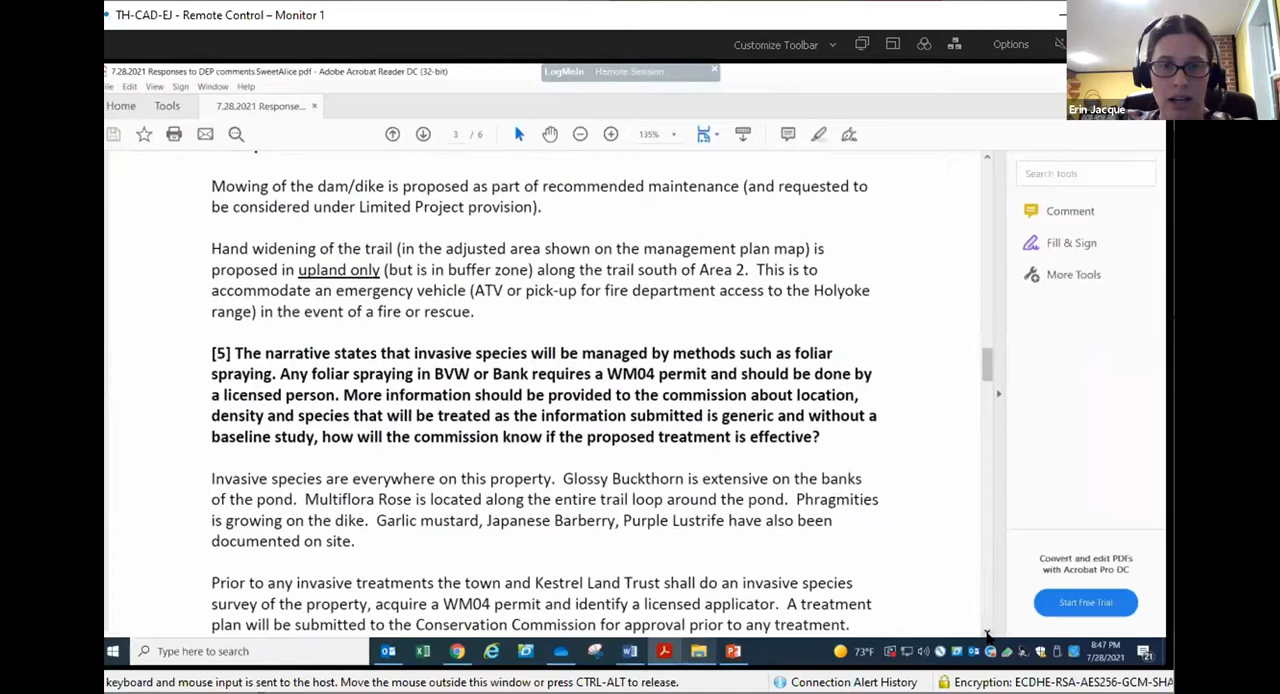 TH-CAD-EJ - Remote Control – Monitor 1
Customize Toolbar
Options
Erin Jacque
7.28.2021 Responses to DEP comments.SweetAlice.pdf - Adobe Acrobat Reader DC (32-bit)
LogMeIn Remote Session
Edit View Sign Window Help
Home Tools 7.28.2021 Response...
3 / 6
135%
Mowing of the dam/dike is proposed as part of recommended maintenance (and requested to
be considered under Limited Project provision).
Hand widening of the trail (in the adjusted area shown on the management plan map) is
proposed in upland only (but is in buffer zone) along the trail south of Area 2. This is to
accommodate an emergency vehicle (ATV or pick-up for fire department access to the Holyoke
range) in the event of a fire or rescue.
[5] The narrative states that invasive species will be managed by methods such as foliar
spraying. Any foliar spraying in BVW or Bank requires a WM04 permit and should be done by
a licensed person. More information should be provided to the commission about location,
density and species that will be treated as the information submitted is generic and without a
baseline study, how will the commission know if the proposed treatment is effective?
Invasive species are everywhere on this property. Glossy Buckthorn is extensive on the banks
of the pond. Multiflora Rose is located along the entire trail loop around the pond. Phragmities
is growing on the dike. Garlic mustard, Japanese Barberry, Purple Lustrife have also been
documented on site.
Prior to any invasive treatments the town and Kestrel Land Trust shall do an invasive species
survey of the property, acquire a WM04 permit and identify a licensed applicator. A treatment
plan will be submitted to the Conservation Commission for approval prior to any treatment.
Search tools
Comment
Fill & Sign
More Tools
Convert and edit PDFs
with Acrobat Pro DC
Start Free Trial
Type here to search
73°F
8:47 PM
7/28/2021
21
keyboard and mouse input is sent to the host. Move the mouse outside this window or press CTRL-ALT to release.
Connection Alert History
Encryption: ECDHE-RSA-AES256-GCM-SHA